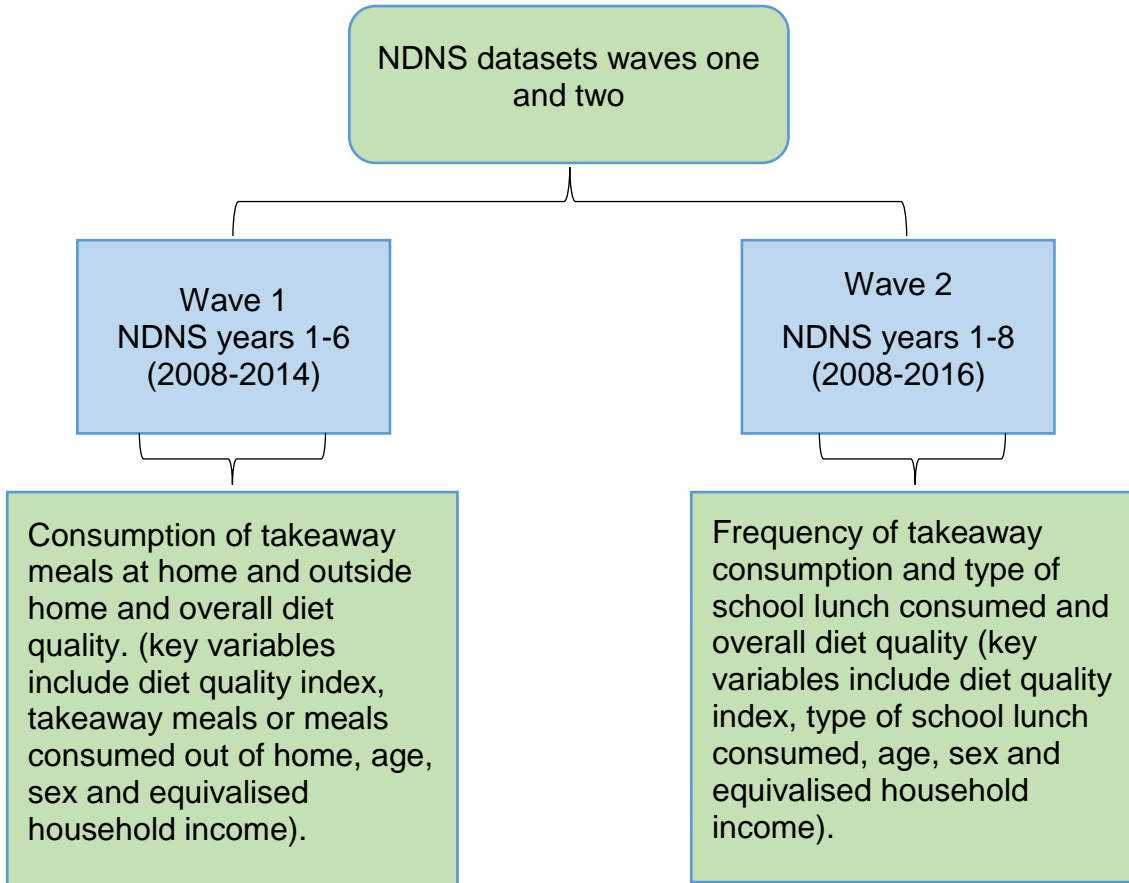 NDNS datasets waves one
and two
Wave 1
NDNS years 1-6
(2008-2014)
Wave 2
NDNS years 1-8
(2008-2016)
Consumption of takeaway
meals at home and outside
home and overall diet
quality. (key variables
include diet quality index,
takeaway meals or meals
consumed out of home, age,
sex and equivalised
household income).
Frequency of takeaway
consumption and type of
school lunch consumed and
overall diet quality (key
variables include diet quality
index, type of school lunch
consumed, age, sex and
equivalised household
income).